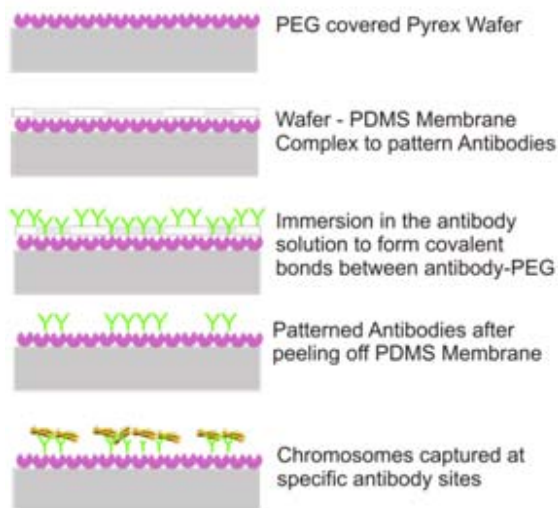 PEG covered Pyrex Wafer
Wafer - PDMS Membrane
Complex to pattern Antibodies
Immersion in the antibody
solution to form covalent
bonds between antibody-PEG
Patterned Antibodies after
peeling off PDMS Membrane
Chromosomes captured at
specific antibody sites